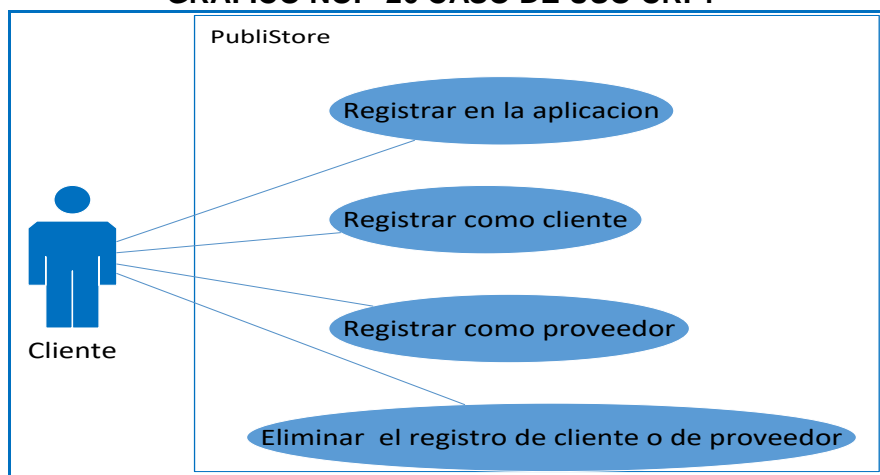 PubliStore
Registrar en la aplicacion
Registrar como cliente
Registrar como proveedor
Cliente
Eliminar el registro de cliente o de proveedor